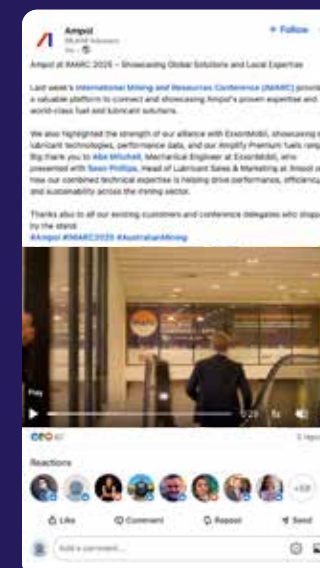 Ampol
+ Follow
Ampol at IMARC 2025 – Showcasing Global Solutions and Local Expertise
Last week's International Mining and Resources Conference (IMARC)
a valuable platform to connect and showcasing Ampol's proven expertise and
world-class fuel and lubricant solutions.
We also highlighted the strength of our alliance with ExxonMobil, showcasing
lubricant technologies, performance data, and our Amplify Premium fuels
Big thank you to Abe Mitchell, Mechanical Engineer at ExxonMobil, who
presented with Sean Phillips, Head of Lubricant Sales & Marketing at Ampol
how our combined technical expertise is helping drive performance, efficiency
and sustainability across the mining sector.
Thanks also to all our existing customers and conference delegates who
by the stand
#Ampol #IMARC2025 #AustralianMining
Play
1x
Reactions
Like
Comment
Repost
Send
Add a comment...